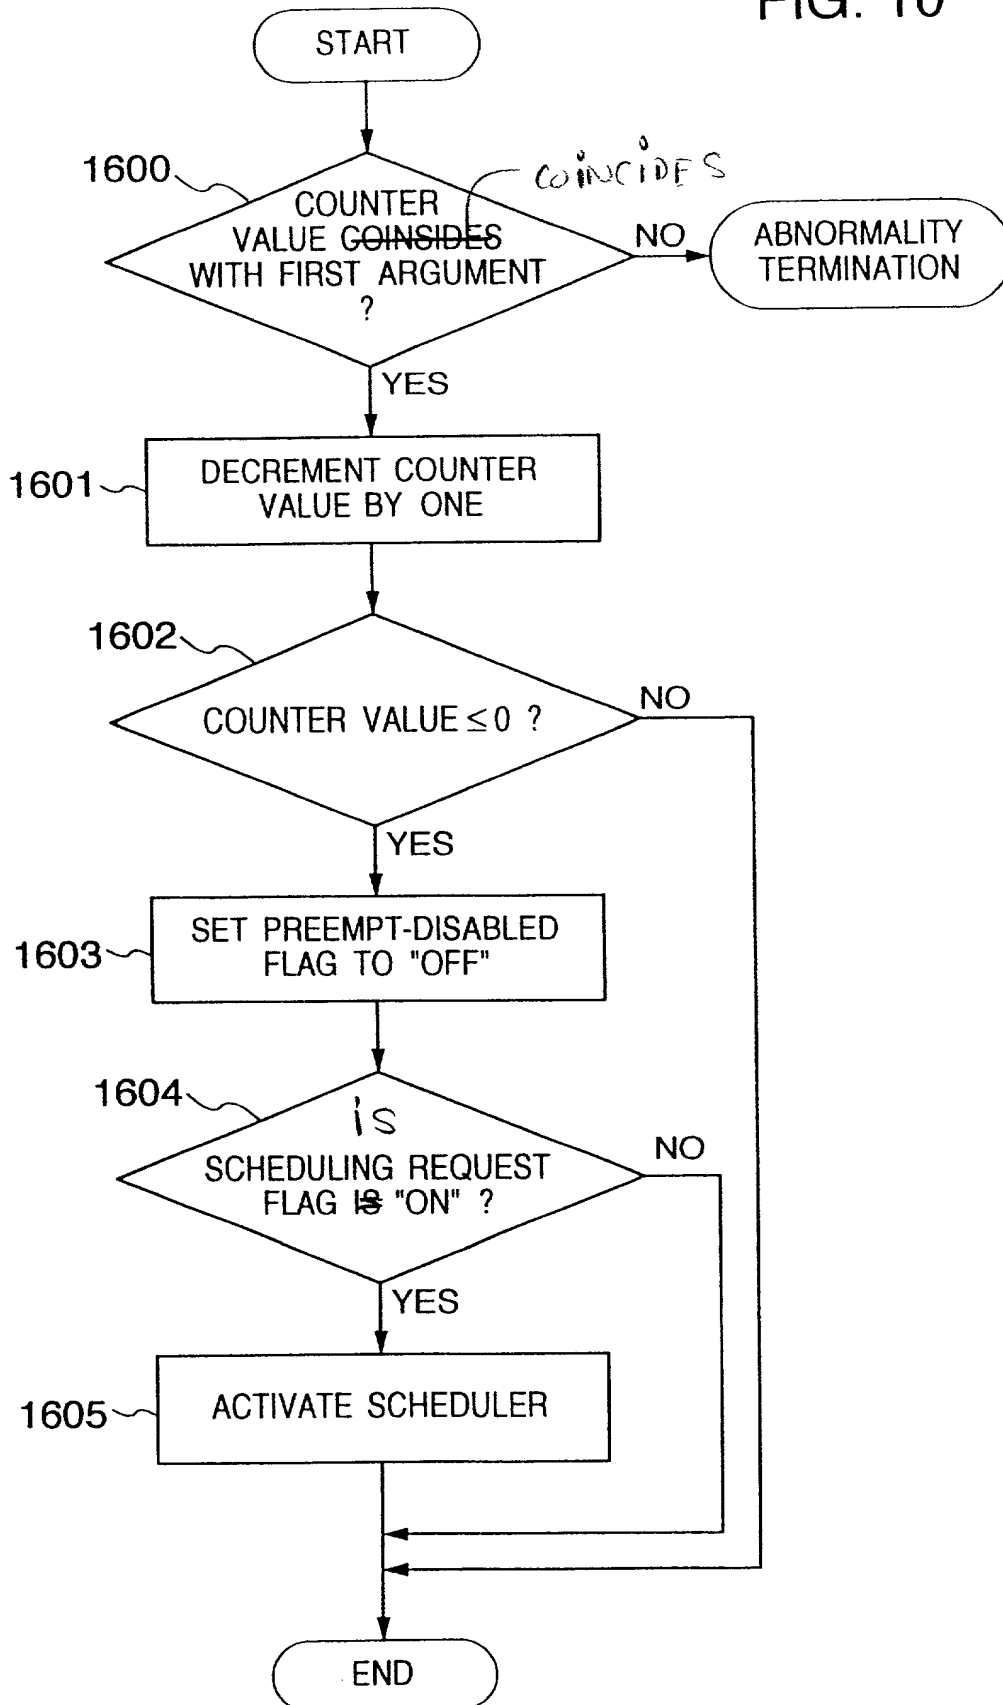 FIG. 10
START
1600
COINCIDES
COUNTER
VALUE COINSIDES
WITH FIRST ARGUMENT
?
NO
ABNORMALITY
TERMINATION
YES
1601
DECREMENT COUNTER
VALUE BY ONE
1602
COUNTER VALUE ≤ 0 ?
NO
YES
1603
SET PREEMPT-DISABLED
FLAG TO "OFF"
1604
is
SCHEDULING REQUEST
FLAG IS "ON" ?
NO
YES
1605
ACTIVATE SCHEDULER
END